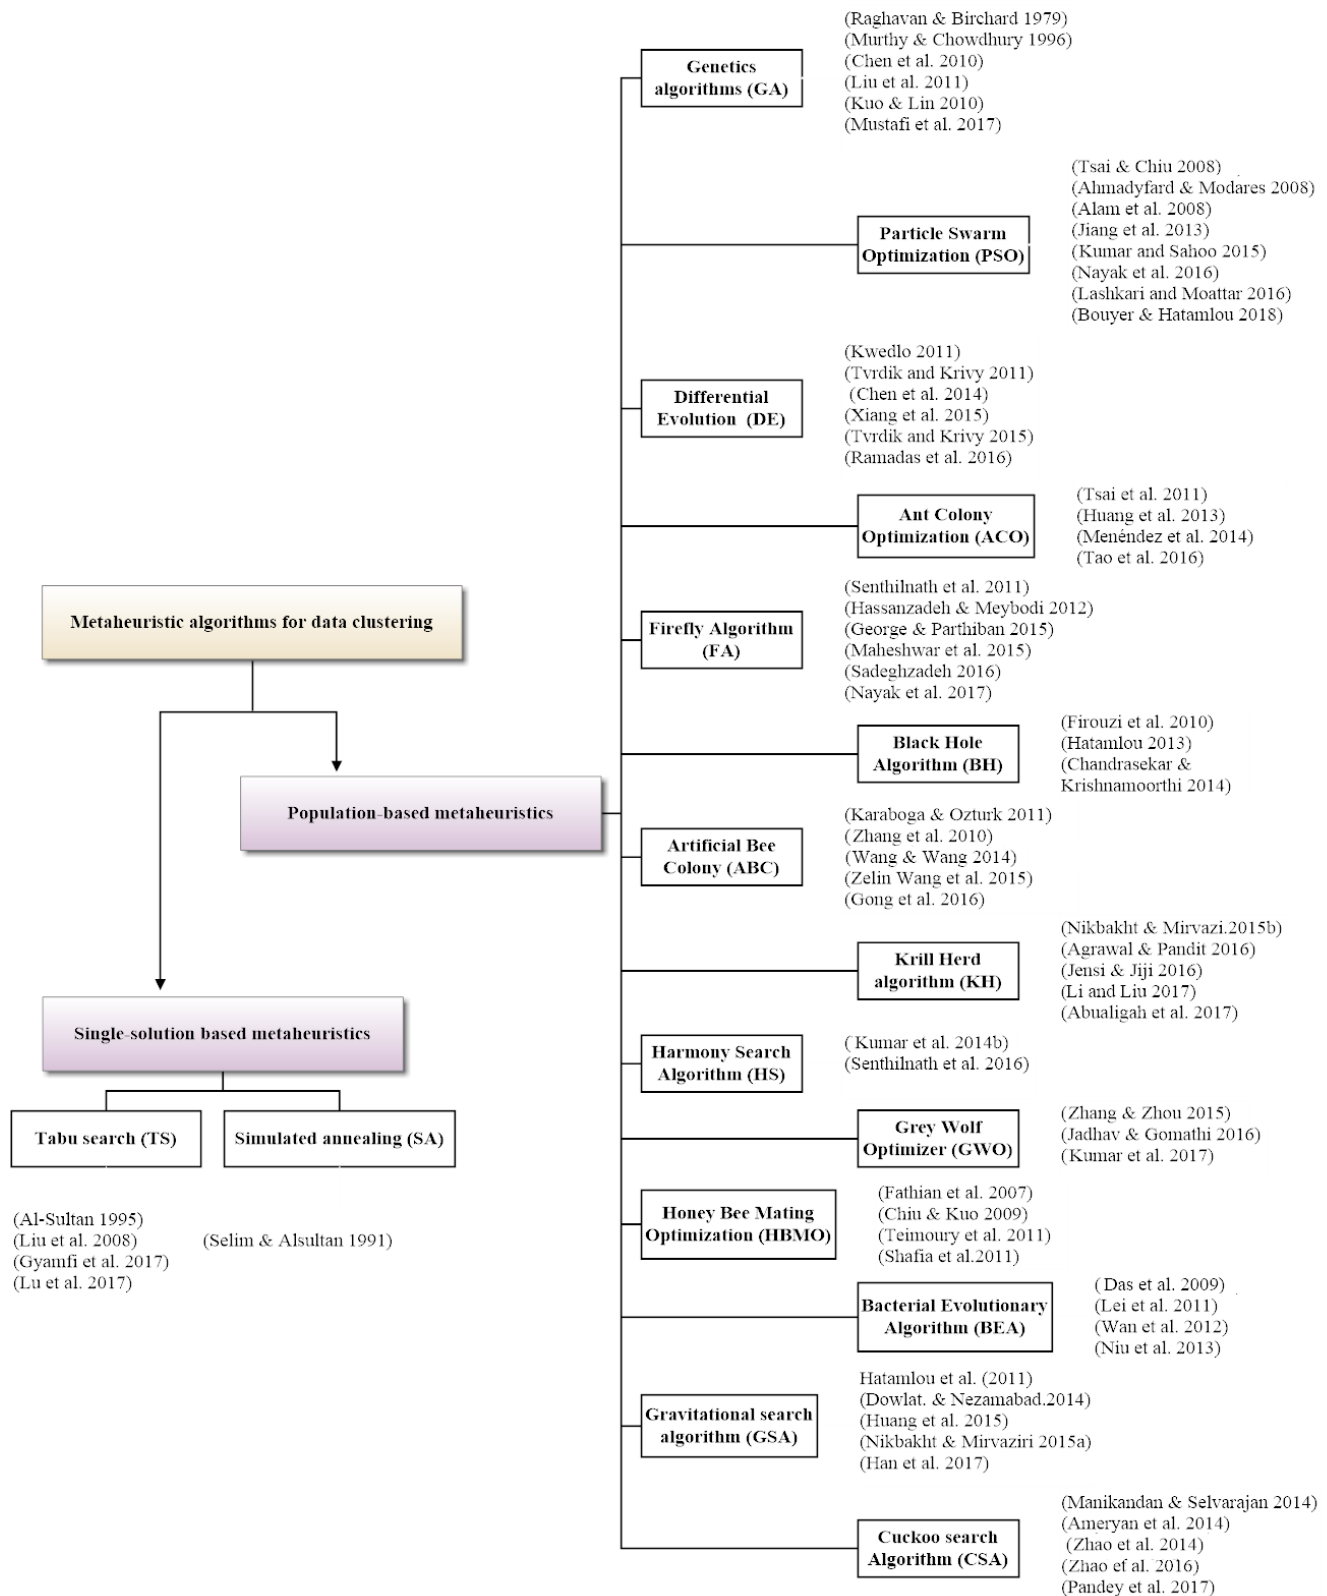 Metaheuristic algorithms for data clustering
Single-solution based metaheuristics
Tabu search (TS)
(Al-Sultan 1995)
(Liu et al. 2008)
(Gyamfi et al. 2017)
(Lu et al. 2017)
Simulated annealing (SA)
(Selim & Alsultan 1991)
Population-based metaheuristics
Genetics
algorithms (GA)
(Raghavan & Birchard 1979)
(Murthy & Chowdhury 1996)
(Chen et al. 2010)
(Liu et al. 2011)
(Kuo & Lin 2010)
(Mustafi et al. 2017)
Particle Swarm
Optimization (PSO)
(Tsai & Chiu 2008)
(Ahmadyfard & Modares 2008)
(Alam et al. 2008)
(Jiang et al. 2013)
(Kumar and Sahoo 2015)
(Nayak et al. 2016)
(Lashkari and Moattar 2016)
(Bouyer & Hatamlou 2018)
Differential
Evolution (DE)
(Kwedlo 2011)
(Tvrdik and Krivy 2011)
(Chen et al. 2014)
(Xiang et al. 2015)
(Tvrdik and Krivy 2015)
(Ramadas et al. 2016)
Ant Colony
Optimization (ACO)
(Tsai et al. 2011)
(Huang et al. 2013)
(Menéndez et al. 2014)
(Tao et al. 2016)
Firefly Algorithm
(FA)
(Senthilnath et al. 2011)
(Hassanzadeh & Meybodi 2012)
(George & Parthiban 2015)
(Maheshwar et al. 2015)
(Sadeghzadeh 2016)
(Nayak et al. 2017)
Black Hole
Algorithm (BH)
(Firouzi et al. 2010)
(Hatamlou 2013)
(Chandrasekar &
Krishnamoorthi 2014)
Artificial Bee
Colony (ABC)
(Karaboga & Ozturk 2011)
(Zhang et al. 2010)
(Wang & Wang 2014)
(Zelin Wang et al. 2015)
(Gong et al. 2016)
Krill Herd
algorithm (KH)
(Nikbakht & Mirvazi.2015b)
(Agrawal & Pandit 2016)
(Jensi & Jiji 2016)
(Li and Liu 2017)
(Abualigah et al. 2017)
Harmony Search
Algorithm (HS)
( Kumar et al. 2014b)
(Senthilnath et al. 2016)
Grey Wolf
Optimizer (GWO)
(Zhang & Zhou 2015)
(Jadhav & Gomathi 2016)
(Kumar et al. 2017)
Honey Bee Mating
Optimization (HBMO)
(Fathian et al. 2007)
(Chiu & Kuo 2009)
(Teimoury et al. 2011)
(Shafia et al.2011)
Bacterial Evolutionary
Algorithm (BEA)
( Das et al. 2009)
(Lei et al. 2011)
(Wan et al. 2012)
(Niu et al. 2013)
Gravitational search
algorithm (GSA)
Hatamlou et al. (2011)
(Dowlat. & Nezamabad.2014)
(Huang et al. 2015)
(Nikbakht & Mirvaziri 2015a)
(Han et al. 2017)
Cuckoo search
Algorithm (CSA)
(Manikandan & Selvarajan 2014)
(Ameryan et al. 2014)
(Zhao et al. 2014)
(Zhao ef al. 2016)
(Pandey et al. 2017)